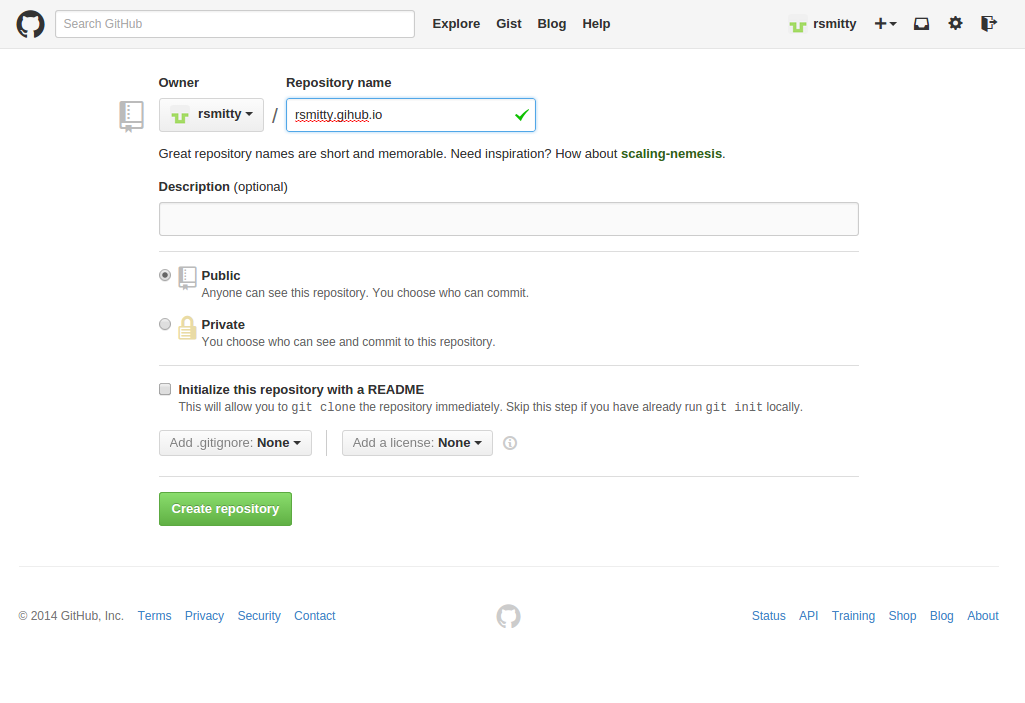 Search GitHub Explore Gist Blog Help rsmitty
Owner Repository name
rsmitty / rsmitty.gihub.io
Great repository names are short and memorable. Need inspiration? How about scaling-nemesis.
Description (optional)
Public
Anyone can see this repository. You choose who can commit.
Private
You choose who can see and commit to this repository.
Initialize this repository with a README
This will allow you to git clone the repository immediately. Skip this step if you have already run git init locally.
Add .gitignore: None Add a license: None
Create repository
© 2014 GitHub, Inc. Terms Privacy Security Contact Status API Training Shop Blog About